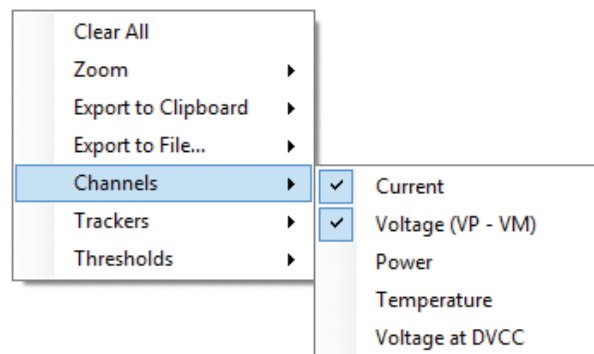 Clear All
Zoom
Export to Clipboard
Export to File...
Channels
Trackers
Thresholds
Current
Voltage (VP - VM)
Power
Temperature
Voltage at DVCC